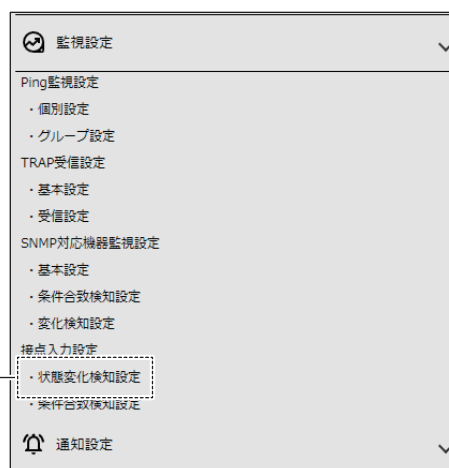 監視設定
Ping監視設定
・個別設定
・グループ設定
TRAP受信設定
・基本設定
・受信設定
SNMP対応機器監視設定
・基本設定
・条件合致検知設定
・変化検知設定
接点入力設定
・状態変化検知設定
・条件合致検知設定
通知設定